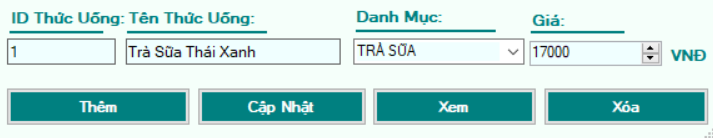 ID Thức Uống: Tên Thức Uống: Danh Mục: Giá:
1 Trà Sữa Thái Xanh TRÀ SỮA 17000 VNĐ
Thêm Cập Nhật Xem Xóa